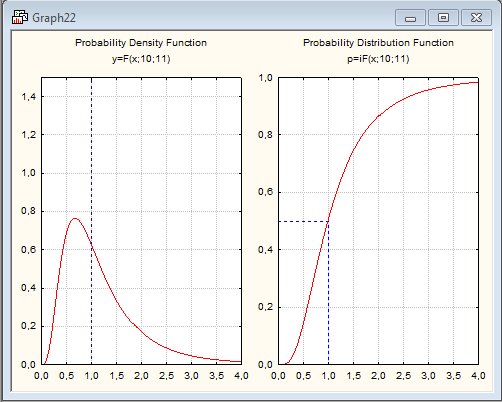 Graph22
Probability Density Function
y=F(x;10;11)
1,4
1,2
1,0
0,8
0,6
0,4
0,2
0,0
0,0 0,5 1,0 1,5 2,0 2,5 3,0 3,5 4,0
Probability Distribution Function
p=iF(x;10;11)
1,0
0,8
0,6
0,4
0,2
0,0
0,0 0,5 1,0 1,5 2,0 2,5 3,0 3,5 4,0